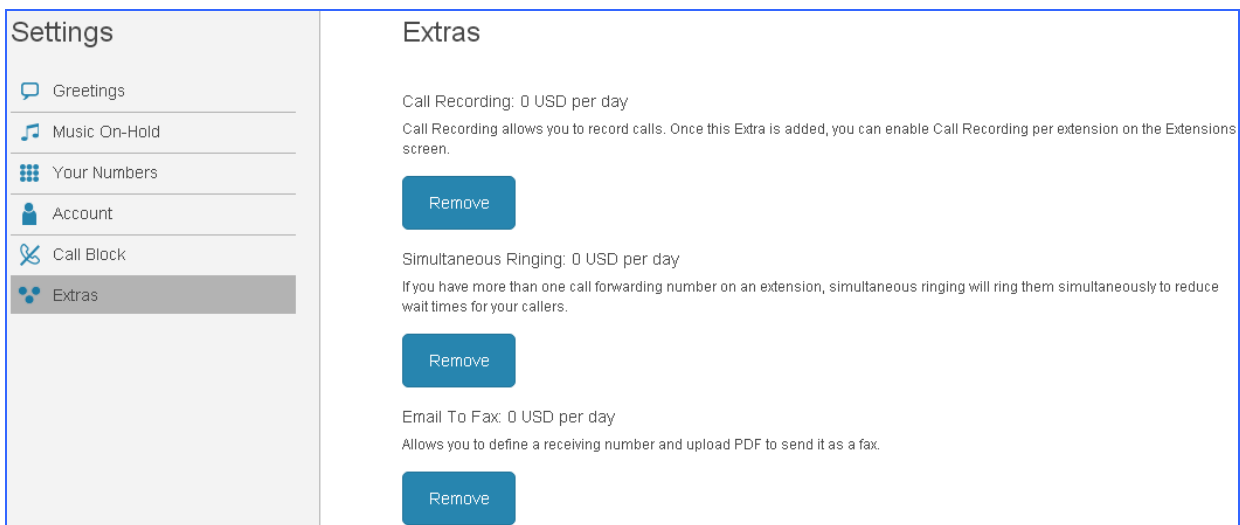 Settings
Greetings
Music On-Hold
Your Numbers
Account
Call Block
Extras
Extras
Call Recording: 0 USD per day
Call Recording allows you to record calls. Once this Extra is added, you can enable Call Recording per extension on the Extensions
screen.
Remove
Simultaneous Ringing: 0 USD per day
If you have more than one call forwarding number on an extension, simultaneous ringing will ring them simultaneously to reduce
wait times for your callers.
Remove
Email To Fax: 0 USD per day
Allows you to define a receiving number and upload PDF to send it as a fax.
Remove